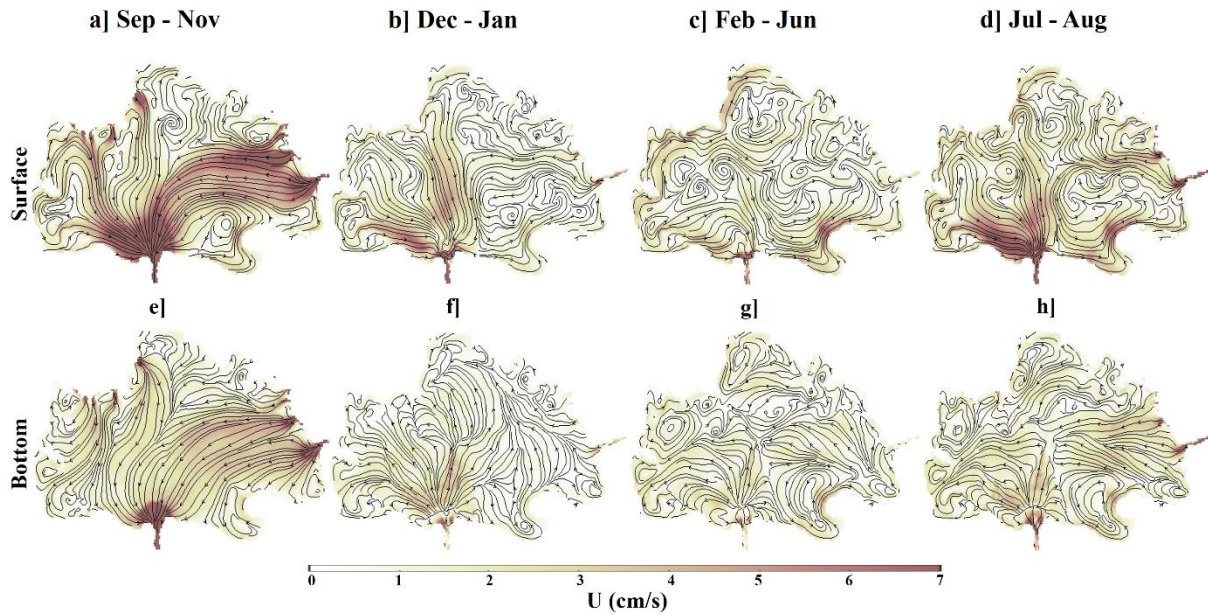 a] Sep - Nov
b] Dec - Jan
c] Feb - Jun
d] Jul - Aug
Surface
e]
f]
g]
h]
Bottom
0 1 2 3 4 5 6 7
U (cm/s)